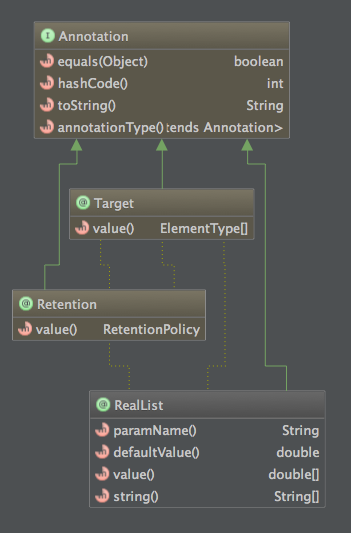 I Annotation
m equals(Object) boolean
m hashCode() int
m toString() String
m annotationType() tends Annotation>
@ Target
m value() ElementType[]
@ Retention
m value() RetentionPolicy
@ RealList
m paramName() String
m defaultValue() double
m value() double[]
m string() String[]